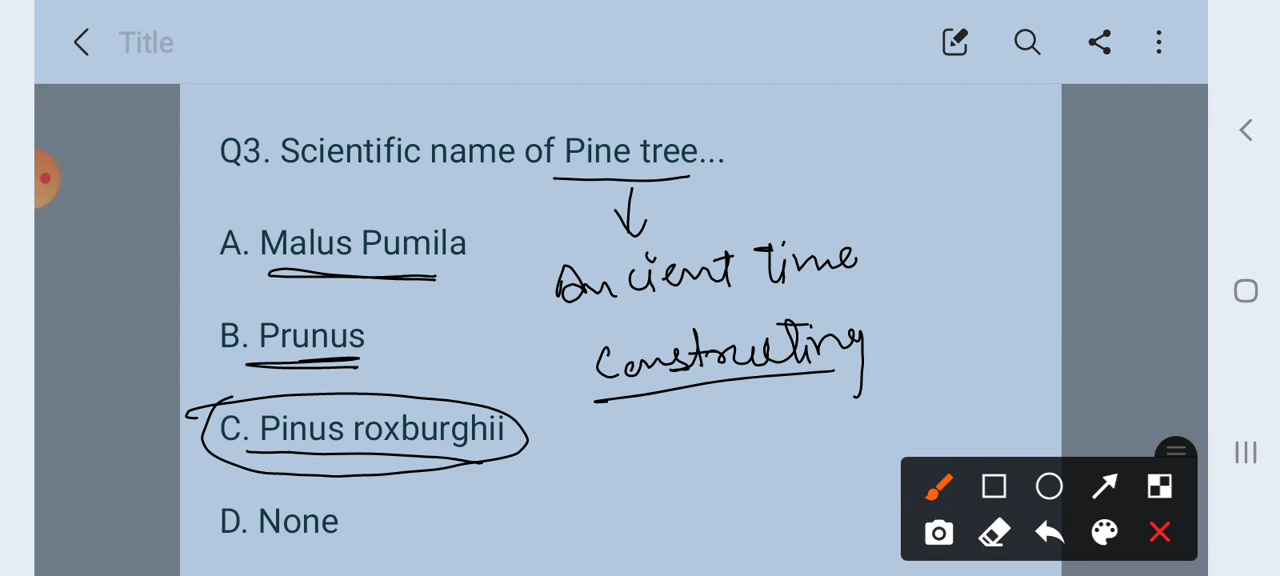 Title
Q3. Scientific name of Pine tree...
A. Malus Pumila
Ancient time
B. Prunus
constructing
C. Pinus roxburghii
D. None